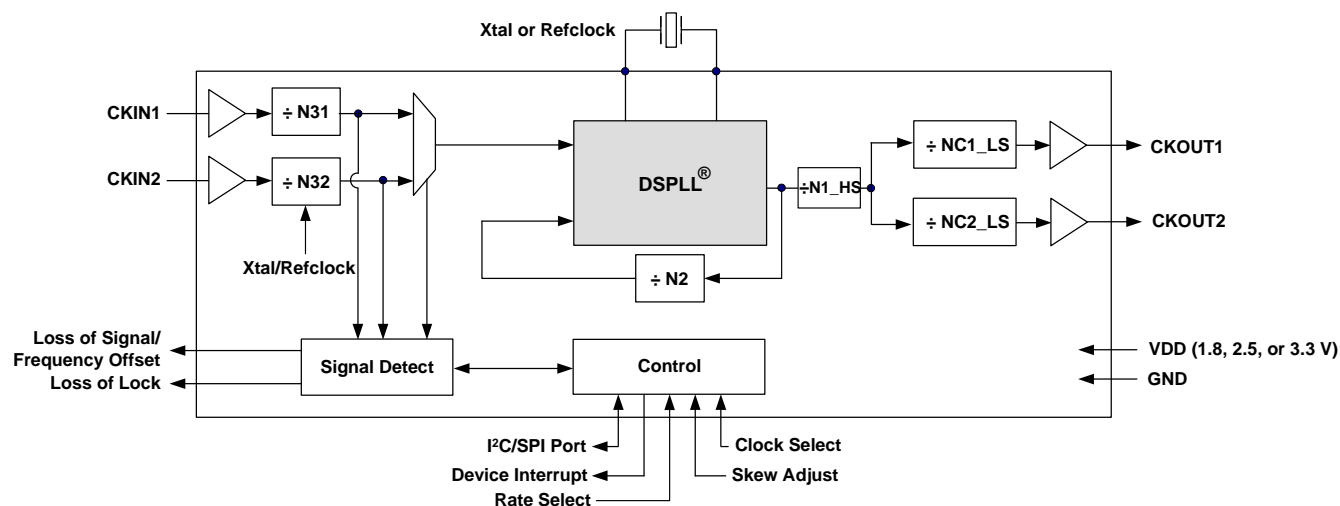 Xtal or Refclock
CKIN1
÷ N31
CKIN2
÷ N32
Xtal/Refclock
DSPLL®
÷N1_HS
÷ N2
÷ NC1_LS
CKOUT1
÷ NC2_LS
CKOUT2
Loss of Signal/
Frequency Offset
Loss of Lock
Signal Detect
Control
VDD (1.8, 2.5, or 3.3 V)
GND
I²C/SPI Port
Device Interrupt
Rate Select
Clock Select
Skew Adjust